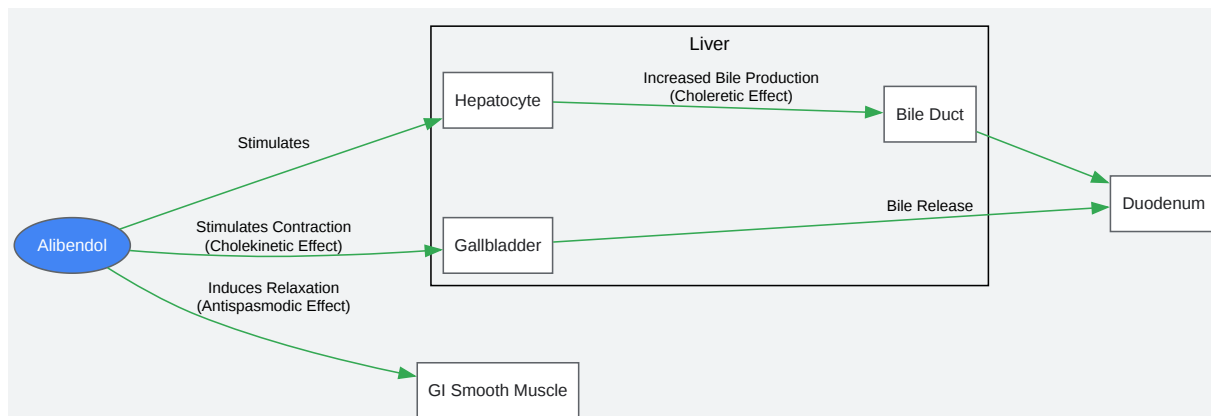 Liver
Increased Bile Production
(Choleretic Effect)
Hepatocyte
Bile Duct
Stimulates
Duodenum
Bile Release
Stimulates Contraction
(Cholekinetic Effect)
Alibendol
Gallbladder
Induces Relaxation
(Antispasmodic Effect)
GI Smooth Muscle